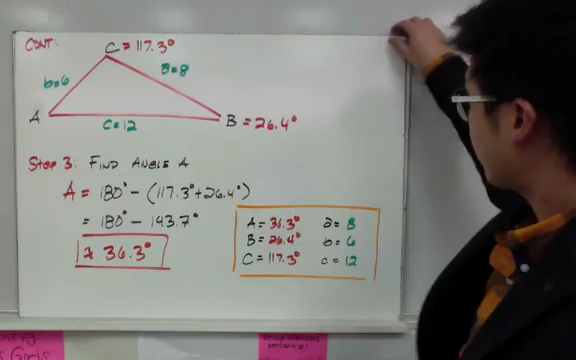 CONT:
C = 117.3°
b=6
a=8
A
c=12
B = 26.4°
Step 3: FIND ANGLE A
A = 180° - (117.3° + 26.4°)
= 180° - 143.7°
≈ 36.3°
A = 36.3° a = 8
B = 26.4° b = 6
C = 117.3° c = 12
Girls